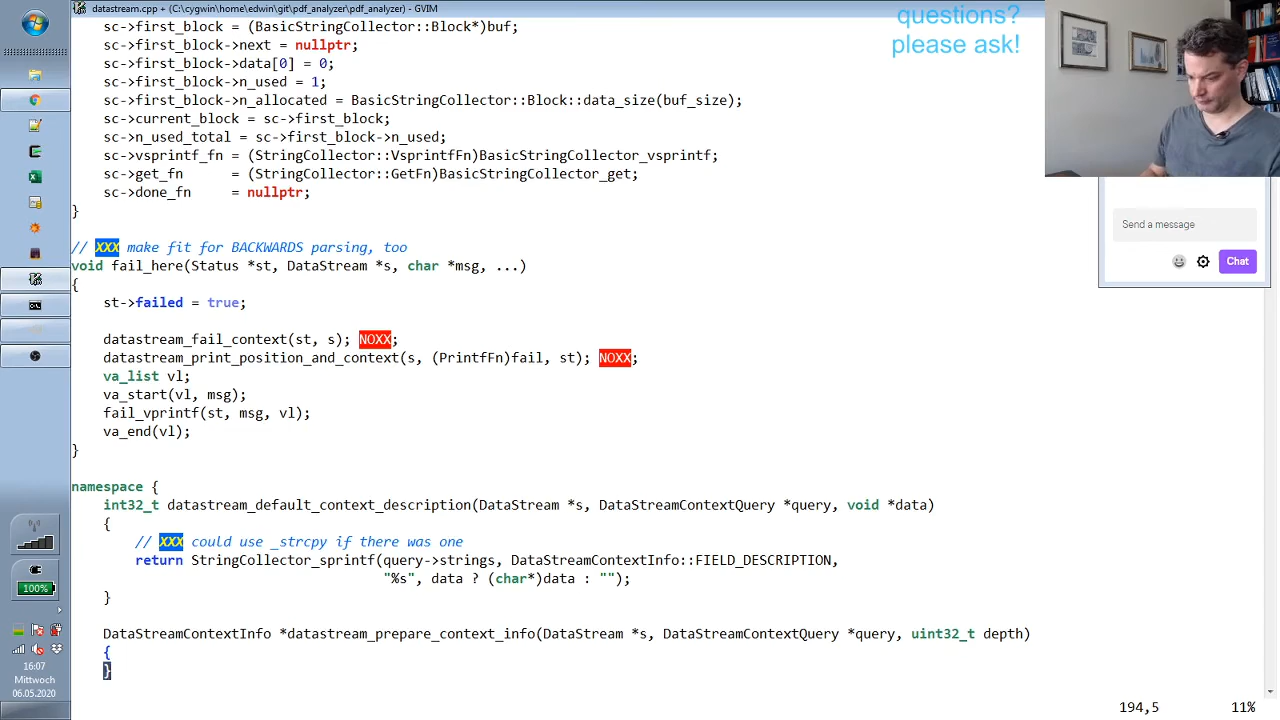 datastream.cpp + (C:\cygwin\home\edwin\git\pdf_analyzer\pdf_analyzer) - GVIM
questions?
please ask!
sc->first_block = (BasicStringCollector::Block*)buf;
sc->first_block->next = nullptr;
sc->first_block->data[0] = 0;
sc->first_block->n_used = 1;
sc->first_block->n_allocated = BasicStringCollector::Block::data_size(buf_size);
sc->current_block = sc->first_block;
sc->n_used_total = sc->first_block->n_used;
sc->vsprintf_fn = (StringCollector::VsprintfFn)BasicStringCollector_vsprintf;
sc->get_fn      = (StringCollector::GetFn)BasicStringCollector_get;
sc->done_fn     = nullptr;
}
// XXX make fit for BACKWARDS parsing, too
void fail_here(Status *st, DataStream *s, char *msg, ...)
{
st->failed = true;
datastream_fail_context(st, s); NOXX;
datastream_print_position_and_context(s, (PrintfFn)fail, st); NOXX;
va_list vl;
va_start(vl, msg);
fail_vprintf(st, msg, vl);
va_end(vl);
}
namespace {
int32_t datastream_default_context_description(DataStream *s, DataStreamContextQuery *query, void *data)
{
// XXX could use _strcpy if there was one
return StringCollector_sprintf(query->strings, DataStreamContextInfo::FIELD_DESCRIPTION,
"%s", data ? (char*)data : "");
}
DataStreamContextInfo *datastream_prepare_context_info(DataStream *s, DataStreamContextQuery *query, uint32_t depth)
{
}
194,5 11%
Send a message
Chat
100%
16:07
Mittwoch
06.05.2020